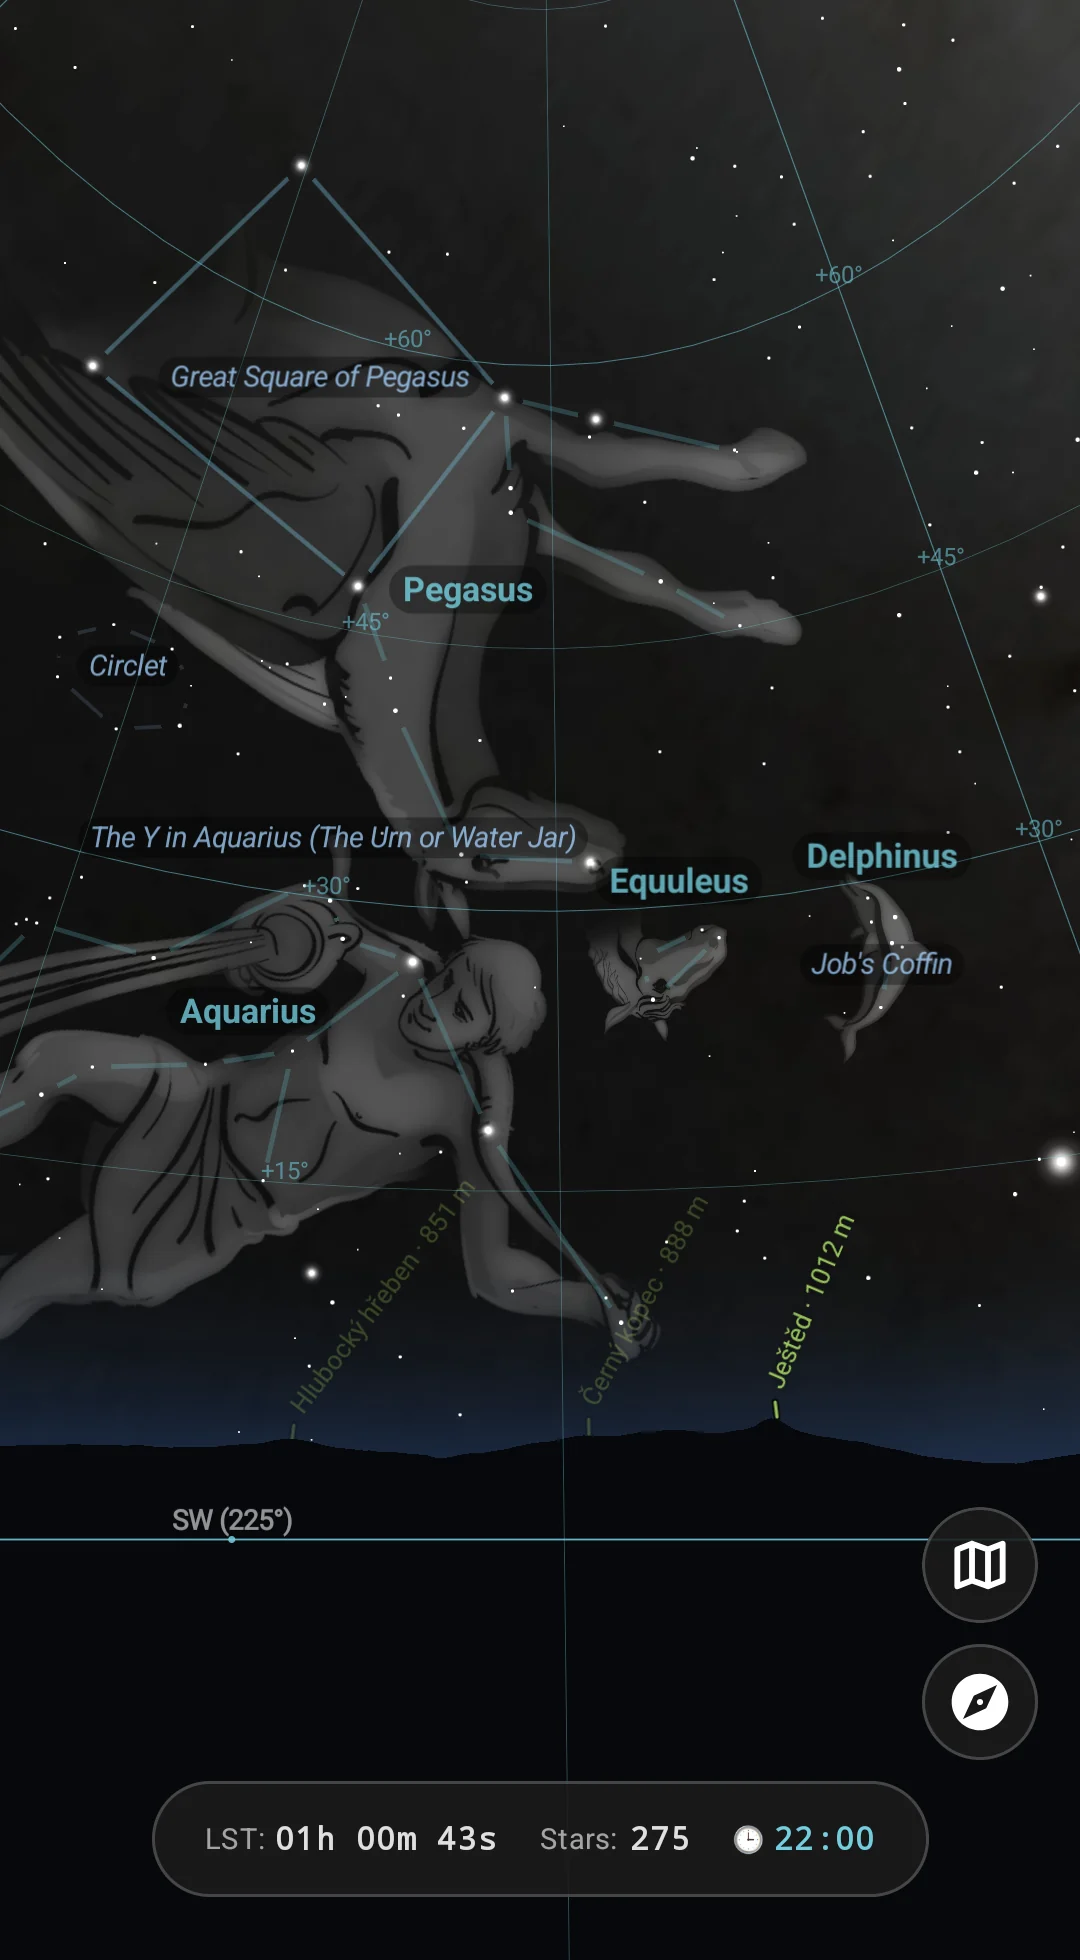 +60°
+60°
Great Square of Pegasus
+45°
Pegasus
+45°
Circlet
+30°
The Y in Aquarius (The Urn or Water Jar)
Delphinus
Equuleus
+30°
Job's Coffin
Aquarius
+15°
Hlubocký hřeben · 851 m
Černý kopec · 888 m
Ještěd · 1012 m
SW (225°)
LST: 01h 00m 43s Stars: 275 22:00